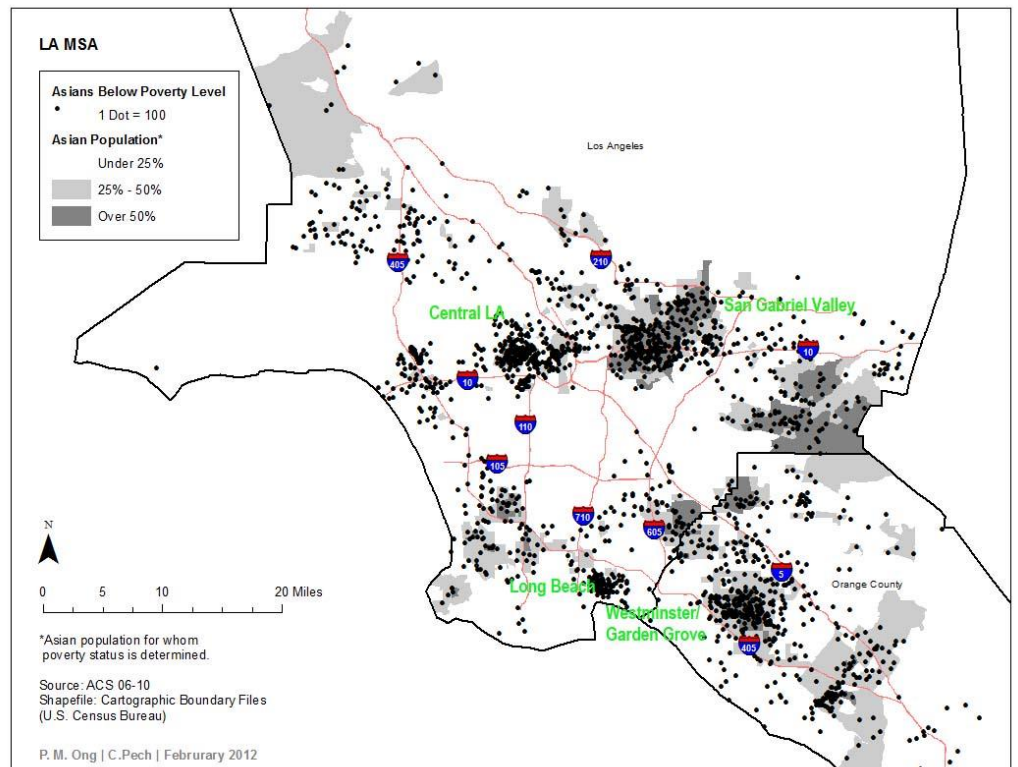 LA MSA
Asians Below Poverty Level
1 Dot = 100
Asian Population*
Under 25%
25% - 50%
Over 50%
Los Angeles
405
210
Central LA
San Gabriel Valley
10
10
110
105
710
605
5
Long Beach
Orange County
Westminster/
Garden Grove
405
N
0 5 10 20 Miles
*Asian population for whom
poverty status is determined.
Source: ACS 06-10
Shapefile: Cartographic Boundary Files
(U.S. Census Bureau)
P. M. Ong | C.Pech | Februrary 2012